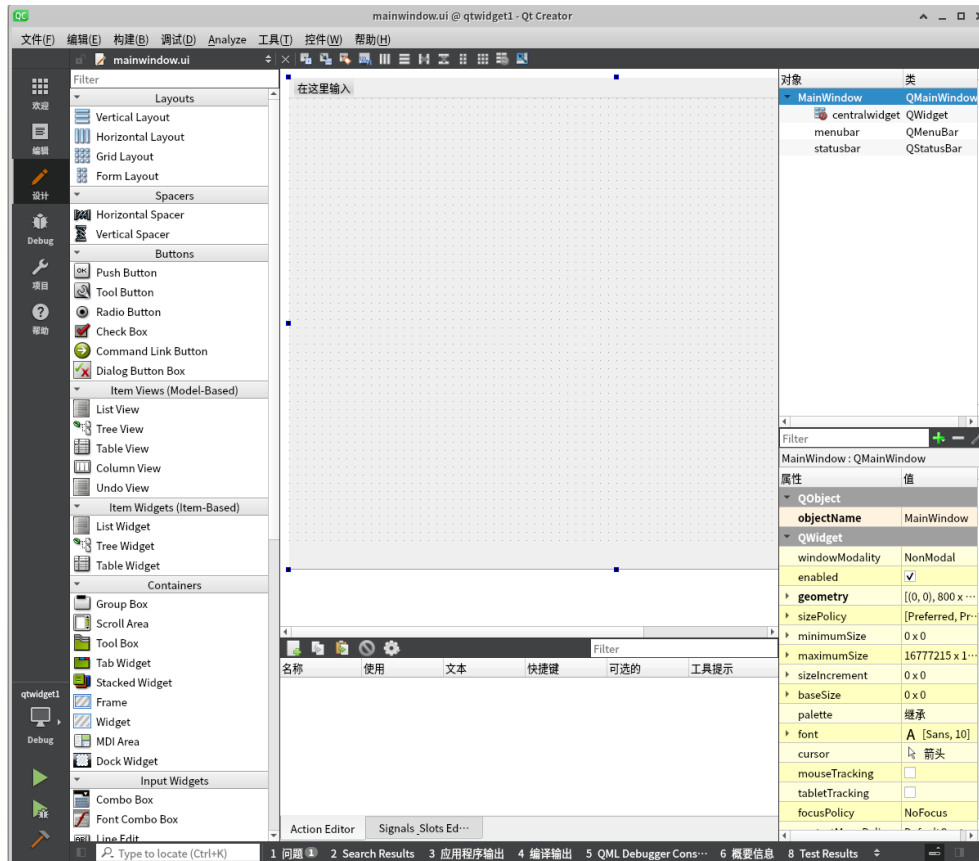 mainwindow.ui @ qtwidget1 - Qt Creator
文件(F) 编辑(E) 构建(B) 调试(D) Analyze 工具(T) 控件(W) 帮助(H)
mainwindow.ui
欢迎
编辑
设计
Debug
项目
帮助
qtwidget1
Debug
Filter
Layouts
Vertical Layout
Horizontal Layout
Grid Layout
Form Layout
Spacers
Horizontal Spacer
Vertical Spacer
Buttons
Push Button
Tool Button
Radio Button
Check Box
Command Link Button
Dialog Button Box
Item Views (Model-Based)
List View
Tree View
Table View
Column View
Undo View
Item Widgets (Item-Based)
List Widget
Tree Widget
Table Widget
Containers
Group Box
Scroll Area
Tool Box
Tab Widget
Stacked Widget
Frame
Widget
MDI Area
Dock Widget
Input Widgets
Combo Box
Font Combo Box
Line Edit
在这里输入
Filter
名称 使用 文本 快捷键 可选的 工具提示
Action Editor Signals_Slots Ed…
对象 类
MainWindow QMainWindow
centralwidget QWidget
menubar QMenuBar
statusbar QStatusBar
Filter
MainWindow : QMainWindow
属性 值
QObject
objectName MainWindow
QWidget
windowModality NonModal
enabled
geometry [(0, 0), 800 x …
sizePolicy [Preferred, Pr…
minimumSize 0 x 0
maximumSize 16777215 x 1…
sizeIncrement 0 x 0
baseSize 0 x 0
palette 继承
font A [Sans, 10]
cursor 箭头
mouseTracking
tabletTracking
focusPolicy NoFocus
Type to locate (Ctrl+K) 1 问题 1 2 Search Results 3 应用程序输出 4 编译输出 5 QML Debugger Cons… 6 概要信息 8 Test Results